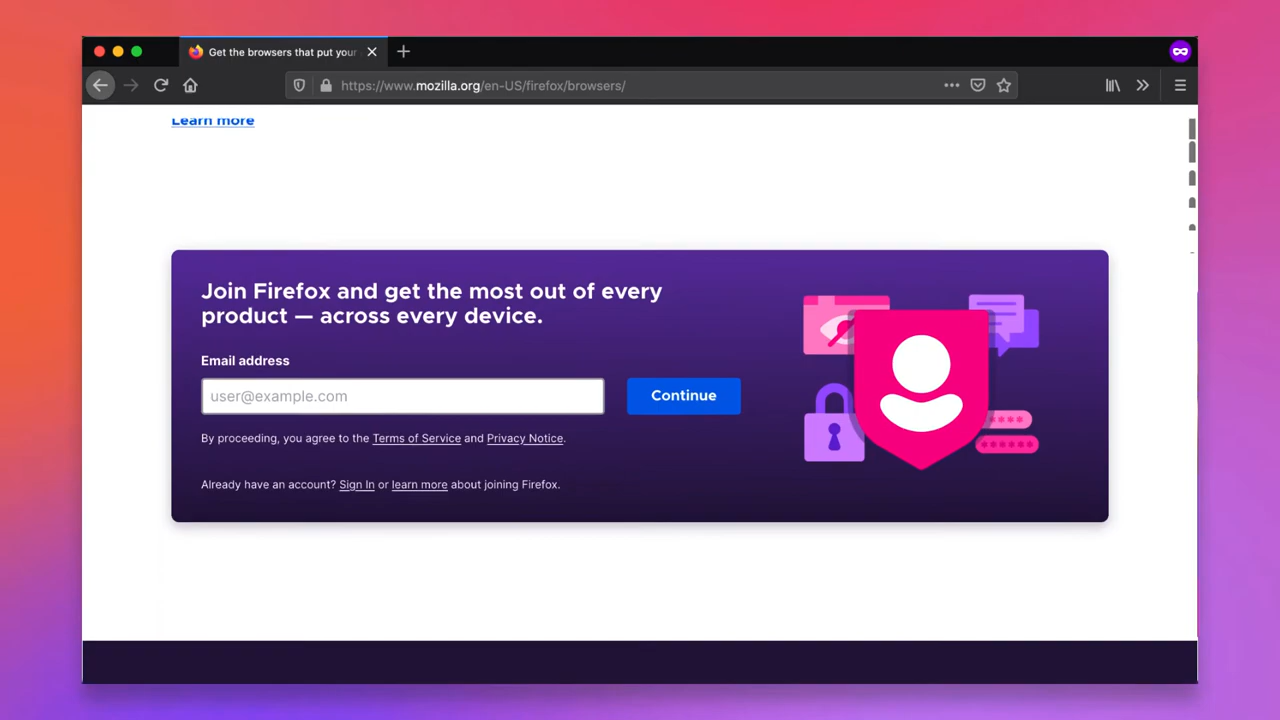 Get the browsers that put your
https://www.mozilla.org/en-US/firefox/browsers/
Learn more
Join Firefox and get the most out of every
product — across every device.
Email address
user@example.com
Continue
By proceeding, you agree to the Terms of Service and Privacy Notice.
Already have an account? Sign In or learn more about joining Firefox.